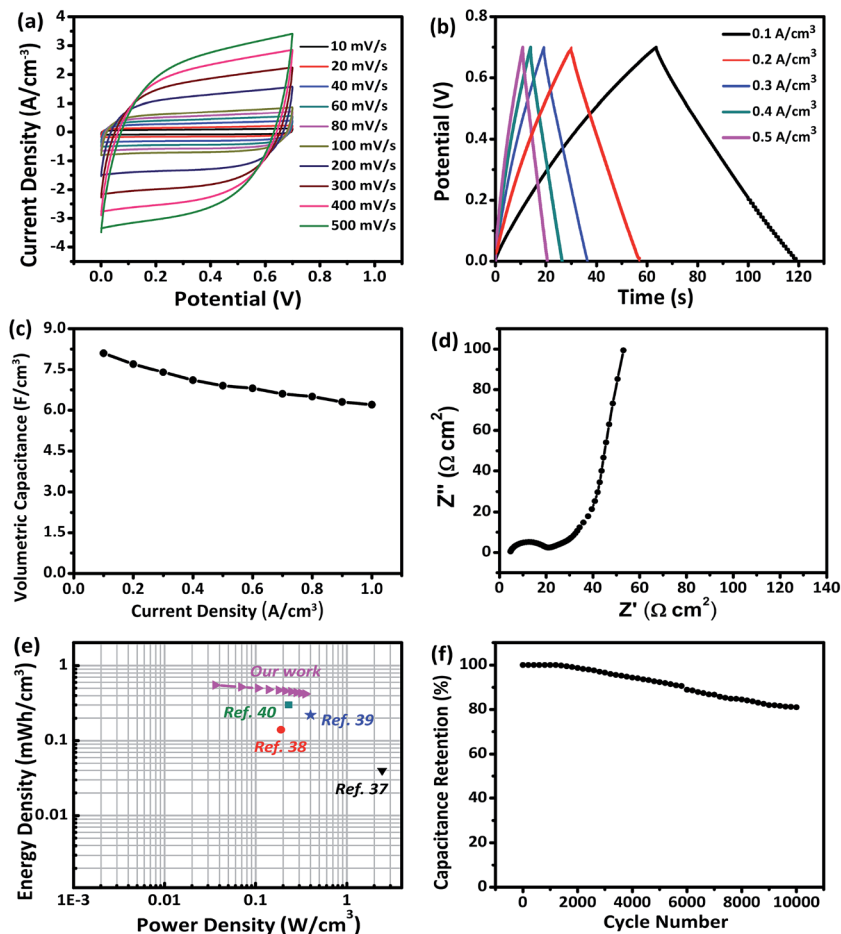 (a)
Current Density (A/cm⁻³)
4
3
2
1
0
-1
-2
-3
-4
0.0 0.2 0.4 0.6 0.8 1.0
Potential (V)
10 mV/s
20 mV/s
40 mV/s
60 mV/s
80 mV/s
100 mV/s
200 mV/s
300 mV/s
400 mV/s
500 mV/s
(b)
Potential (V)
0.8
0.6
0.4
0.2
0.0
0 20 40 60 80 100 120
Time (s)
0.1 A/cm³
0.2 A/cm³
0.3 A/cm³
0.4 A/cm³
0.5 A/cm³
(c)
Volumetric Capacitance (F/cm³)
9.0
7.5
6.0
4.5
3.0
1.5
0.0
0.0 0.2 0.4 0.6 0.8 1.0
Current Density (A/cm³)
(d)
Z'' (Ω cm²)
100
80
60
40
20
0
0 20 40 60 80 100 120 140
Z' (Ω cm²)
(e)
Energy Density (mWh/cm³)
1
0.1
0.01
1E-3 0.01 0.1 1
Power Density (W/cm³)
Our work
Ref. 40
Ref. 39
Ref. 38
Ref. 37
(f)
Capacitance Retention (%)
100
80
60
40
20
0
0 2000 4000 6000 8000 10000
Cycle Number